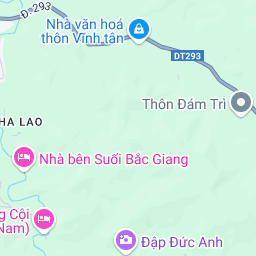 Đ-293
Nhà văn hoá
thôn Vĩnh tân
DT293
Thôn Đám Trì
HA LAO
Nhà bên Suối Bắc Giang
g Cội
Nam)
Đập Đức Anh